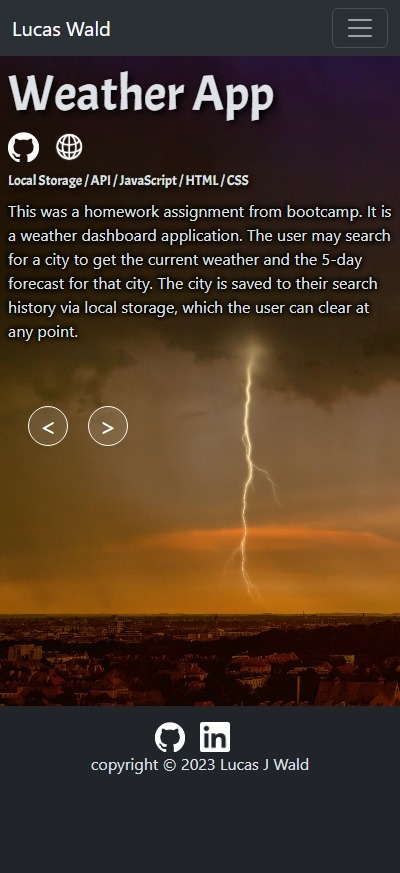 Lucas Wald
Weather App
Local Storage / API / JavaScript / HTML / CSS
This was a homework assignment from bootcamp. It is
a weather dashboard application. The user may search
for a city to get the current weather and the 5-day
forecast for that city. The city is saved to their search
history via local storage, which the user can clear at
any point.
< >
in
copyright © 2023 Lucas J Wald